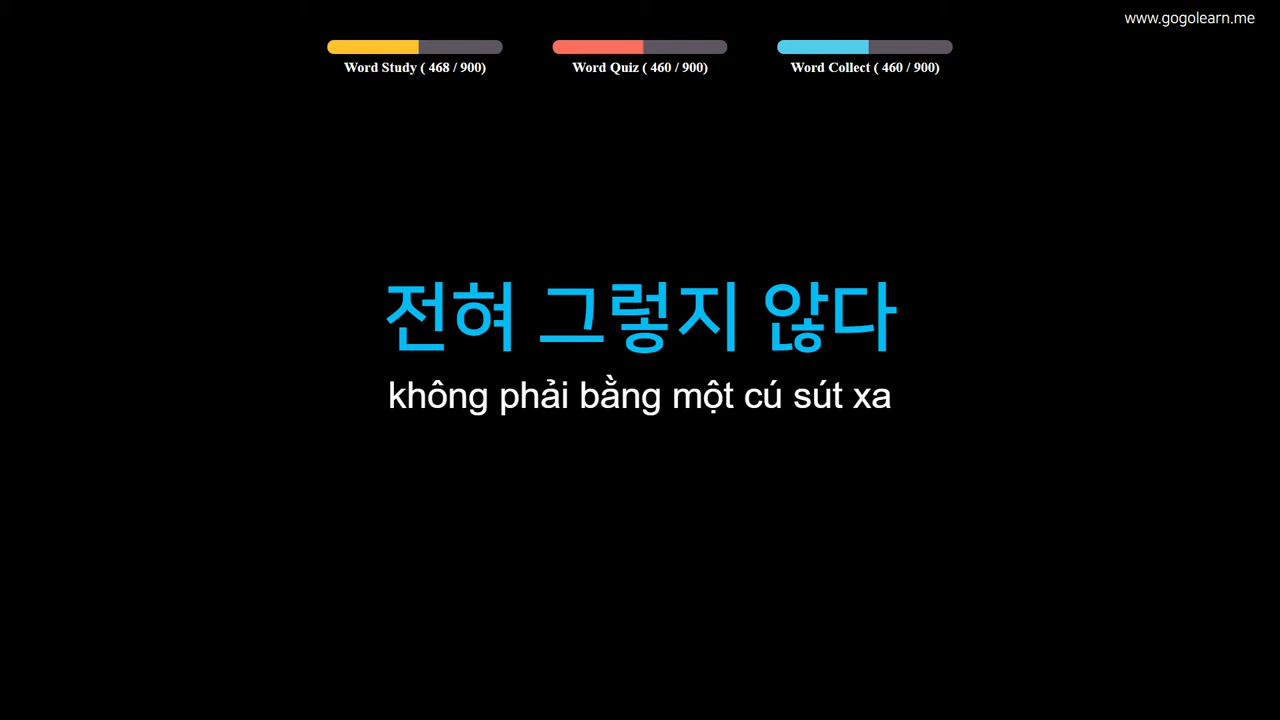 www.gogolearn.me
Word Study ( 468 / 900)
Word Quiz ( 460 / 900)
Word Collect ( 460 / 900)
전혀 그렇지 않다
không phải bằng một cú sút xa